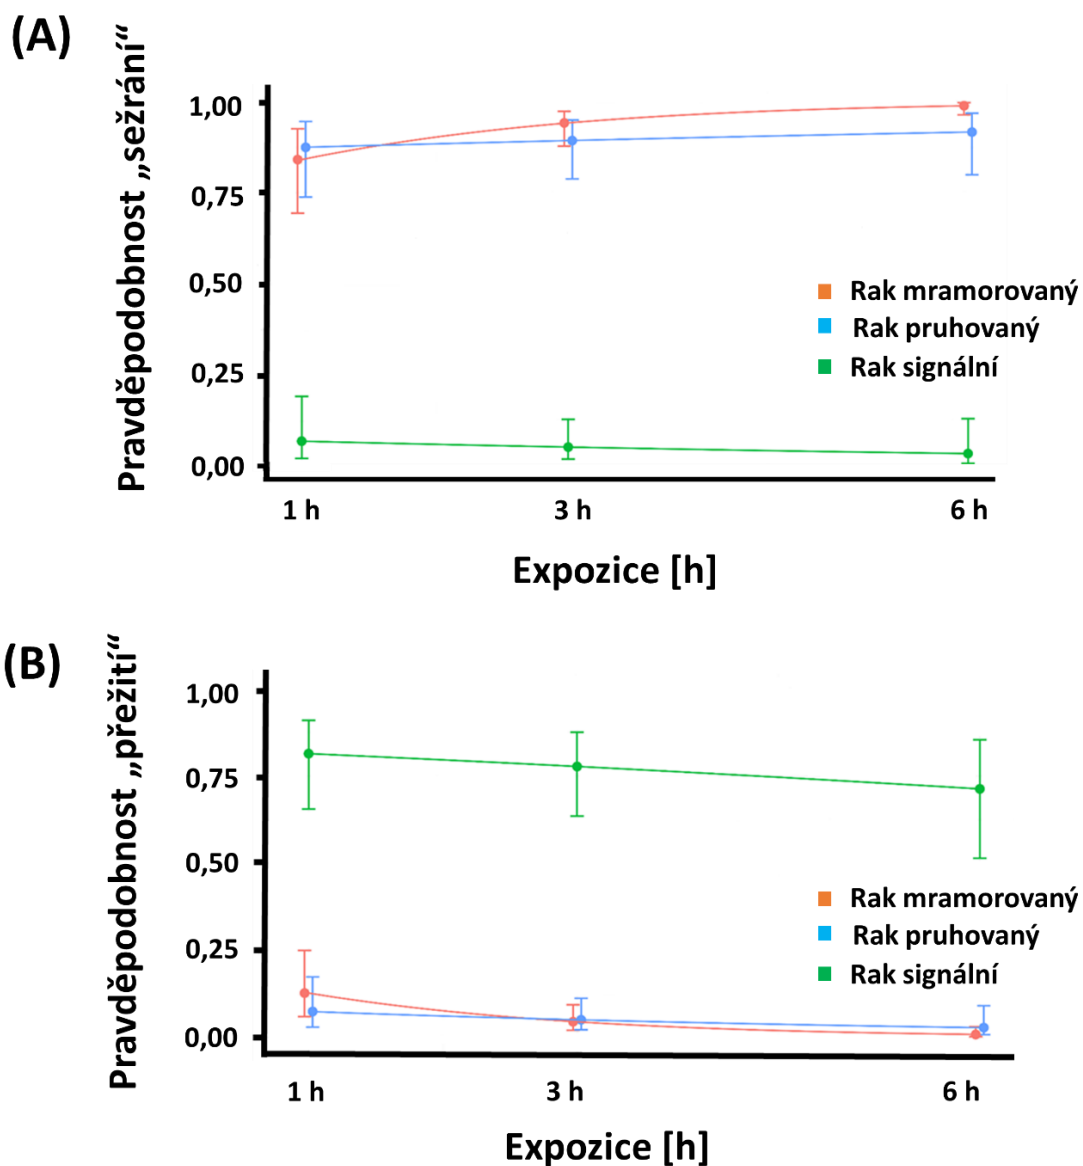 (A)
Pravděpodobnost „sežrání“
1,00
0,75
0,50
0,25
0,00
Rak mramorovaný
Rak pruhovaný
Rak signální
1 h 3 h 6 h
Expozice [h]
(B)
Pravděpodobnost „přežití“
1,00
0,75
0,50
0,25
0,00
Rak mramorovaný
Rak pruhovaný
Rak signální
1 h 3 h 6 h
Expozice [h]